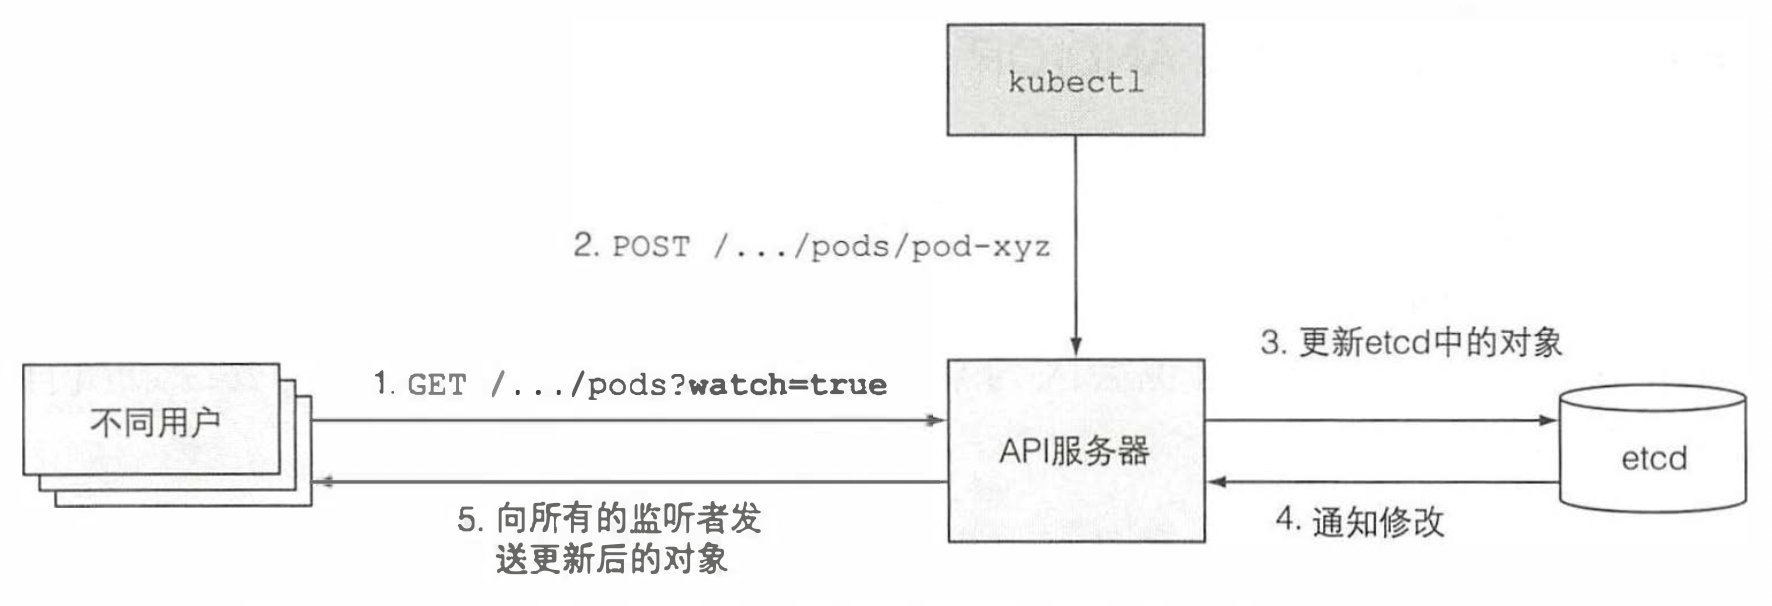 kubectl
2. POST /.../pods/pod-xyz
3. 更新etcd中的对象
1. GET /.../pods?watch=true
不同用户
API服务器
etcd
5. 向所有的监听者发
送更新后的对象
4. 通知修改